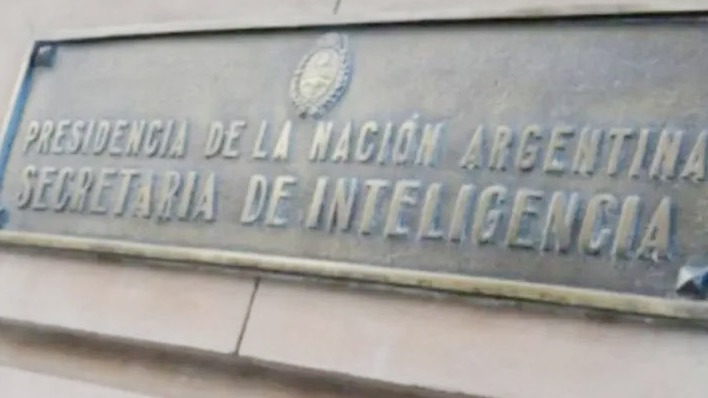 PRESIDENCIA DE LA NACIÓN ARGENTINA
SECRETARIA DE INTELIGENCIA